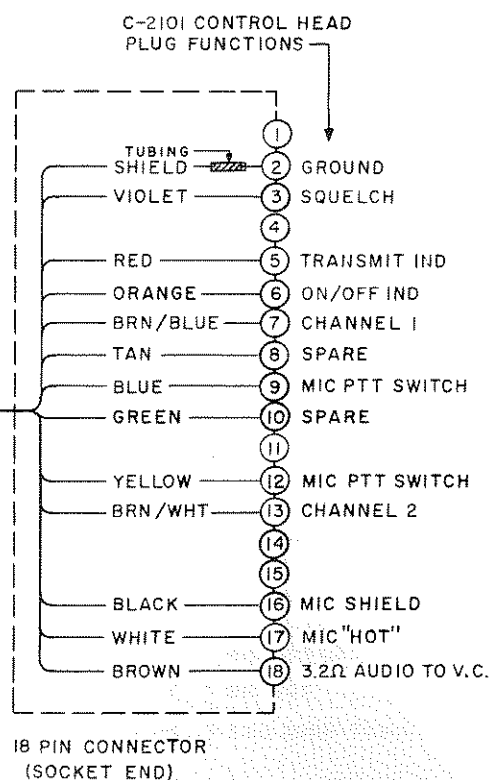 C-2101 CONTROL HEAD
PLUG FUNCTIONS
1
TUBING
SHIELD 2 GROUND
VIOLET 3 SQUELCH
4
RED 5 TRANSMIT IND
ORANGE 6 ON/OFF IND
BRN/BLUE 7 CHANNEL 1
TAN 8 SPARE
BLUE 9 MIC PTT SWITCH
GREEN 10 SPARE
11
YELLOW 12 MIC PTT SWITCH
BRN/WHT 13 CHANNEL 2
14
15
BLACK 16 MIC SHIELD
WHITE 17 MIC "HOT"
BROWN 18 3.2Ω AUDIO TO V.C.
18 PIN CONNECTOR
(SOCKET END)